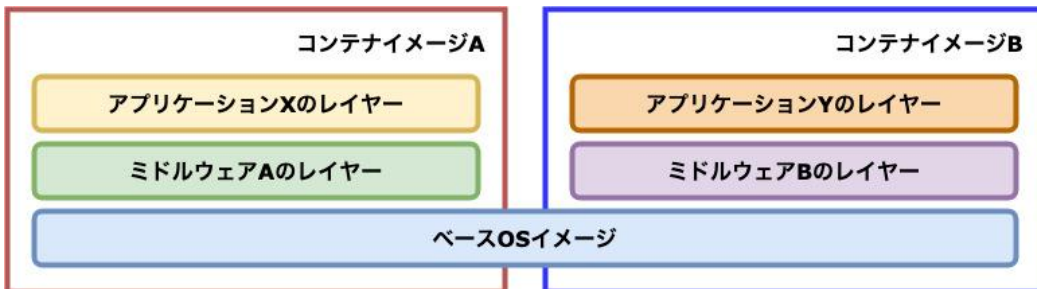 コンテナイメージA
アプリケーションXのレイヤー
ミドルウェアAのレイヤー
コンテナイメージB
アプリケーションYのレイヤー
ミドルウェアBのレイヤー
ベースOSイメージ